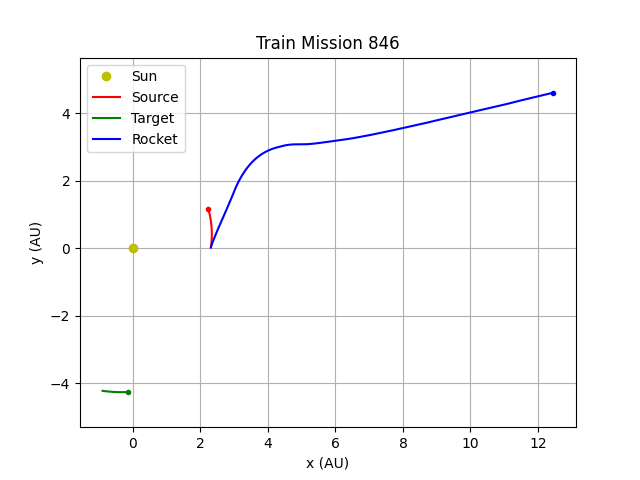 Train Mission 846
Sun
Source
Target
Rocket
4
2
0
−2
−4
y (AU)
0 2 4 6 8 10 12
x (AU)